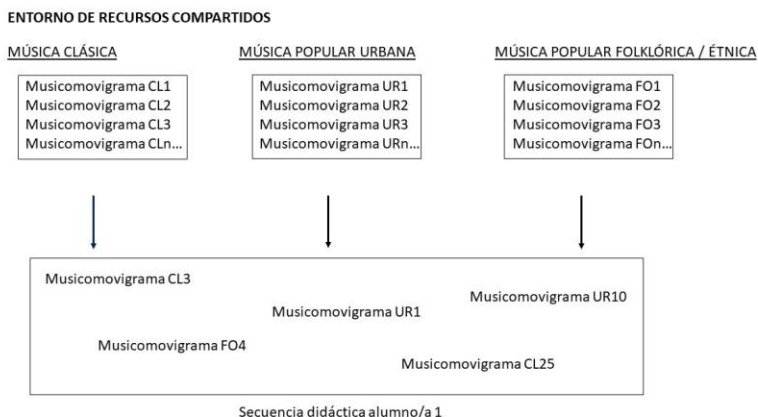 ENTORNO DE RECURSOS COMPARTIDOS
MÚSICA CLÁSICA
MÚSICA POPULAR URBANA
MÚSICA POPULAR FOLKLÓRICA / ÉTNICA
Musicomovigrama CL1
Musicomovigrama CL2
Musicomovigrama CL3
Musicomovigrama CLn...
Musicomovigrama UR1
Musicomovigrama UR2
Musicomovigrama UR3
Musicomovigrama URn...
Musicomovigrama FO1
Musicomovigrama FO2
Musicomovigrama FO3
Musicomovigrama FOn...
Musicomovigrama CL3
Musicomovigrama UR10
Musicomovigrama UR1
Musicomovigrama FO4
Musicomovigrama CL25
Secuencia didáctica alumno/a 1